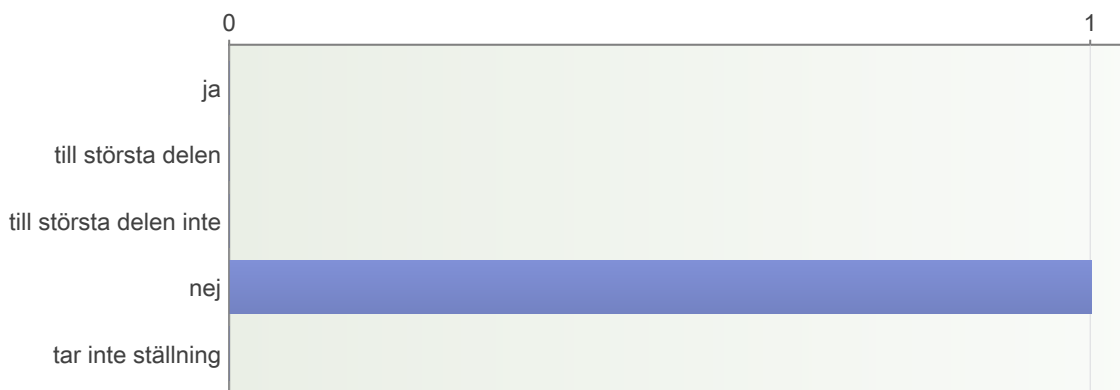 0 1
ja
till största delen
till största delen inte
nej
tar inte ställning